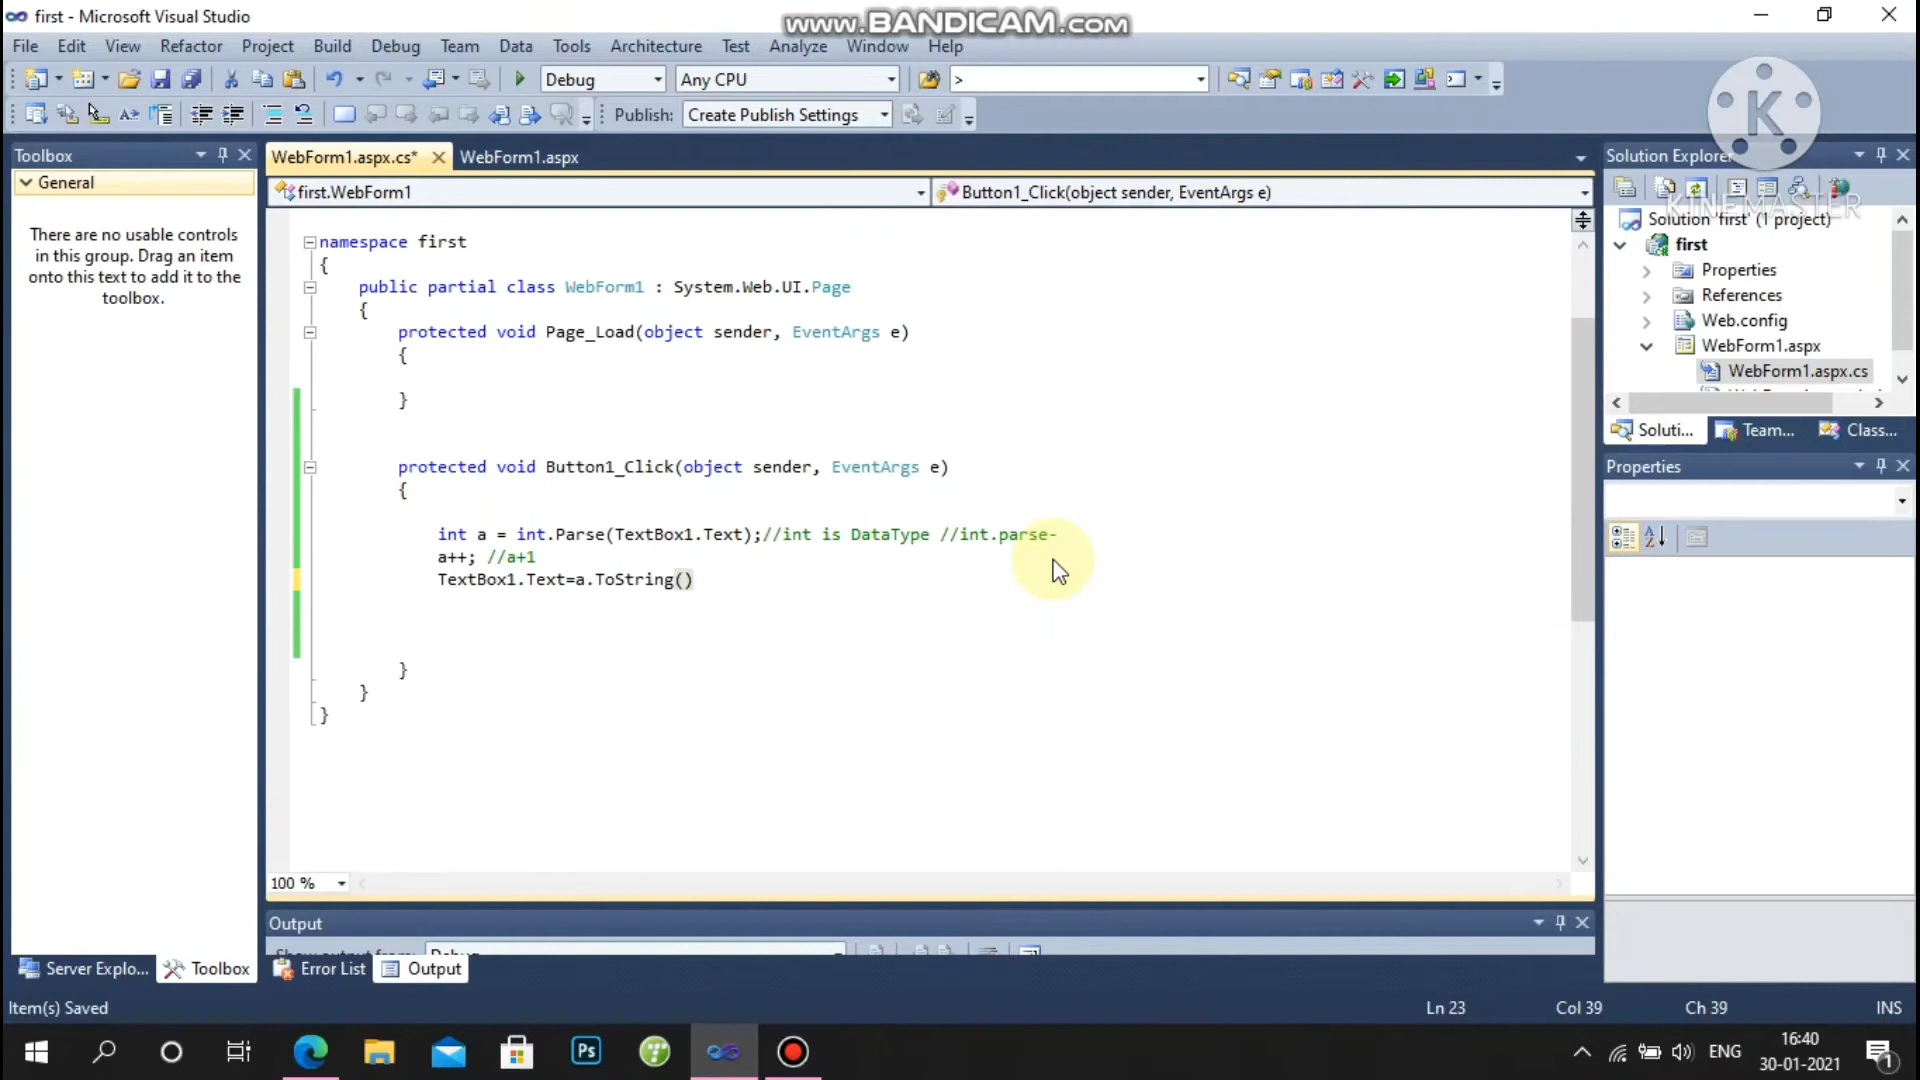 first - Microsoft Visual Studio
www.BANDICAM.com
File Edit View Refactor Project Build Debug Team Data Tools Architecture Test Analyze Window Help
Debug Any CPU >
Publish: Create Publish Settings
K
KINEMASTER
Toolbox
General
There are no usable controls
in this group. Drag an item
onto this text to add it to the
toolbox.
WebForm1.aspx.cs* WebForm1.aspx
first.WebForm1 Button1_Click(object sender, EventArgs e)
namespace first
{
public partial class WebForm1 : System.Web.UI.Page
{
protected void Page_Load(object sender, EventArgs e)
{
}
protected void Button1_Click(object sender, EventArgs e)
{
int a = int.Parse(TextBox1.Text);//int is DataType //int.parse-
a++; //a+1
TextBox1.Text=a.ToString()
}
}
}
100 %
Solution Explorer
Solution 'first' (1 project)
first
Properties
References
Web.config
WebForm1.aspx
WebForm1.aspx.cs
Soluti... Team... Class...
Properties
Output
Server Explo... Toolbox Error List Output
Item(s) Saved Ln 23 Col 39 Ch 39 INS
Ps
ENG
16:40
30-01-2021
1